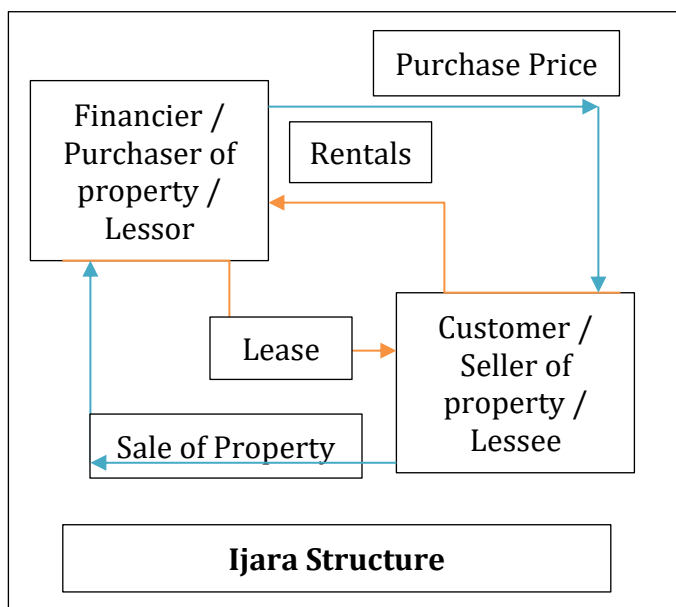 Purchase Price
Financier /
Purchaser of
property /
Lessor
Rentals
Lease
Customer /
Seller of
property /
Lessee
Sale of Property
Ijara Structure